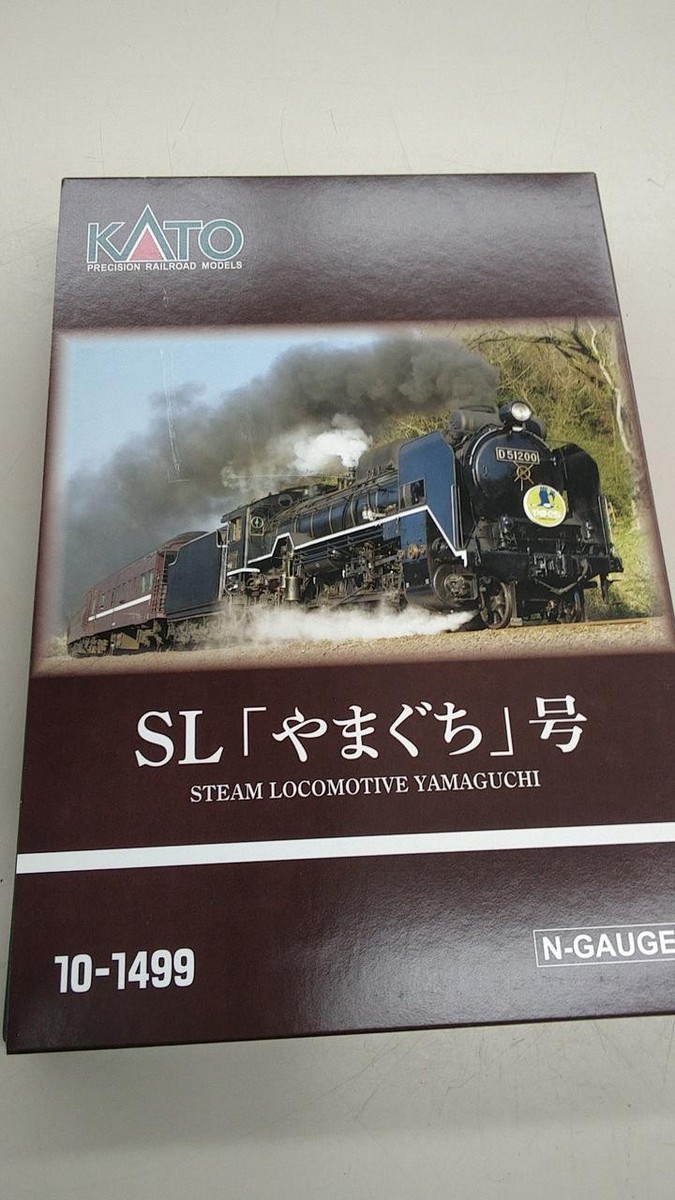 KATO
PRECISION RAILROAD MODELS
D51200
SL「やまぐち」号
STEAM LOCOMOTIVE YAMAGUCHI
10-1499
N-GAUGE